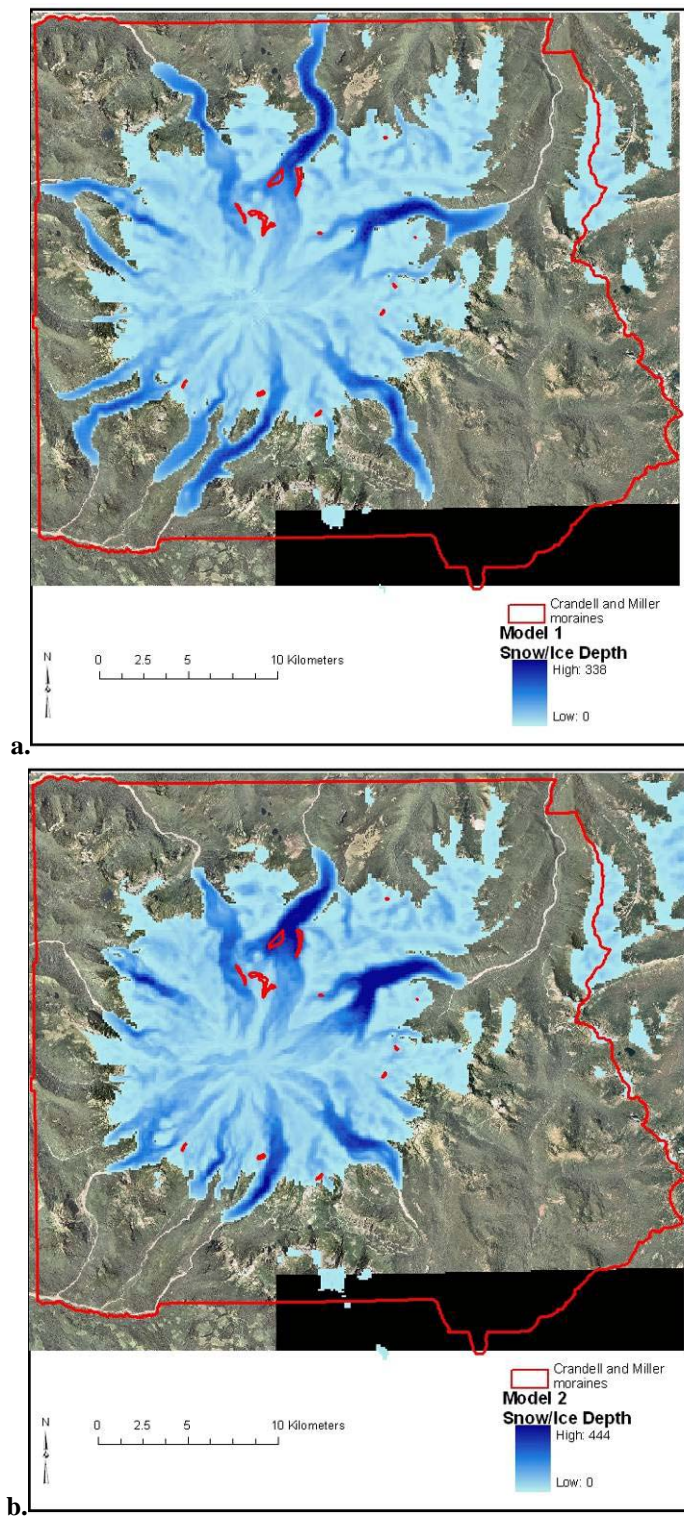 Crandell and Miller
moraines
Model 1
Snow/Ice Depth
High: 338
Low: 0
N
0 2.5 5 10 Kilometers
a.
Crandell and Miller
moraines
Model 2
Snow/Ice Depth
High: 444
Low: 0
N
0 2.5 5 10 Kilometers
b.